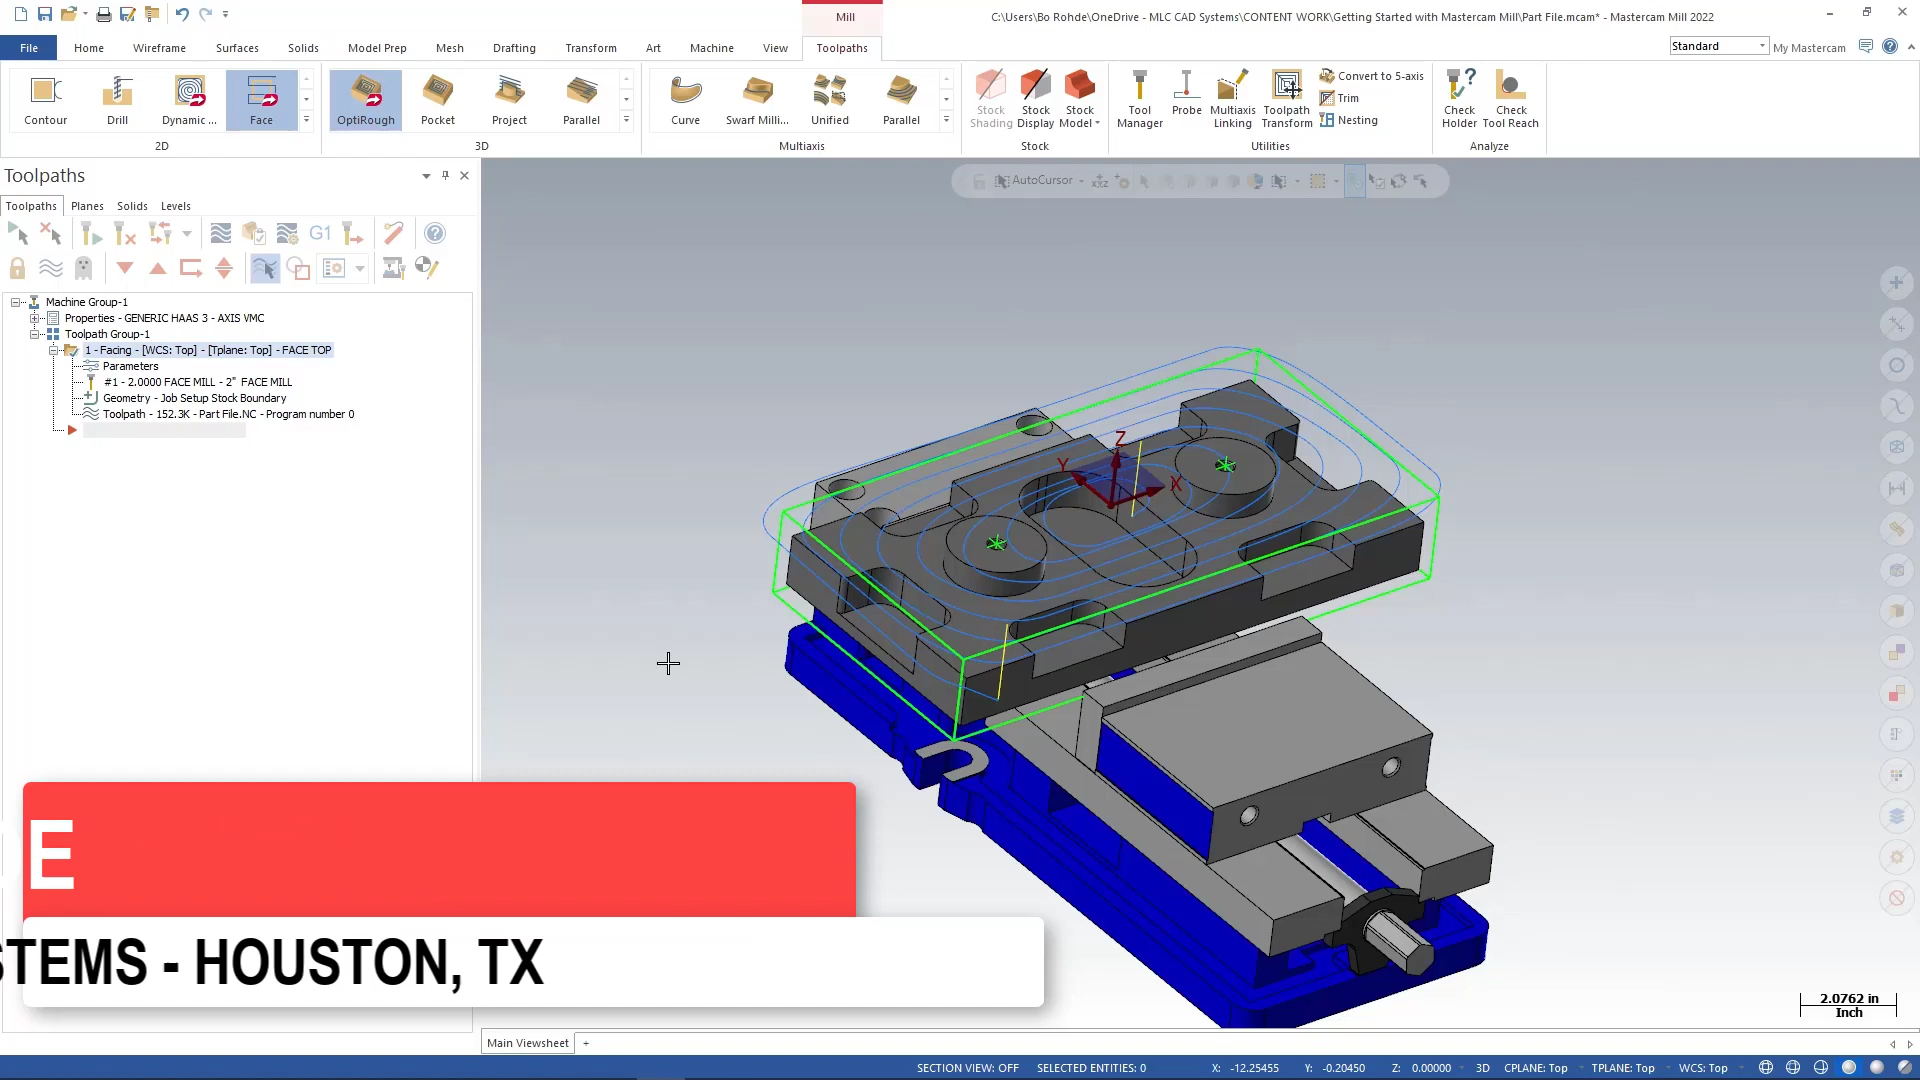 Mill
C:\Users\Bo Rohde\OneDrive - MLC CAD Systems\CONTENT WORK\Getting Started with Mastercam Mill\Part File.mcam* - Mastercam Mill 2022
File Home Wireframe Surfaces Solids Model Prep Mesh Drafting Transform Art Machine View Toolpaths
Standard My Mastercam
Contour Drill Dynamic ... Face OptiRough Pocket Project Parallel Curve Swarf Milli... Unified Parallel
Stock Shading Stock Display Stock Model Tool Manager Probe Multiaxis Linking Toolpath Transform
Convert to 5-axis
Trim
Nesting
Check Holder Check Tool Reach
2D 3D Multiaxis Stock Utilities Analyze
Toolpaths
AutoCursor
Toolpaths Planes Solids Levels
G1
Machine Group-1
Properties - GENERIC HAAS 3 - AXIS VMC
Toolpath Group-1
1 - Facing - [WCS: Top] - [Tplane: Top] - FACE TOP
Parameters
#1 - 2.0000 FACE MILL - 2" FACE MILL
Geometry - Job Setup Stock Boundary
Toolpath - 152.3K - Part File.NC - Program number 0
Z
Y
X
E
STEMS - HOUSTON, TX
2.0762 in
Inch
Main Viewsheet +
SECTION VIEW: OFF SELECTED ENTITIES: 0 X: -12.25455 Y: -0.20450 Z: 0.00000 3D CPLANE: Top TPLANE: Top WCS: Top